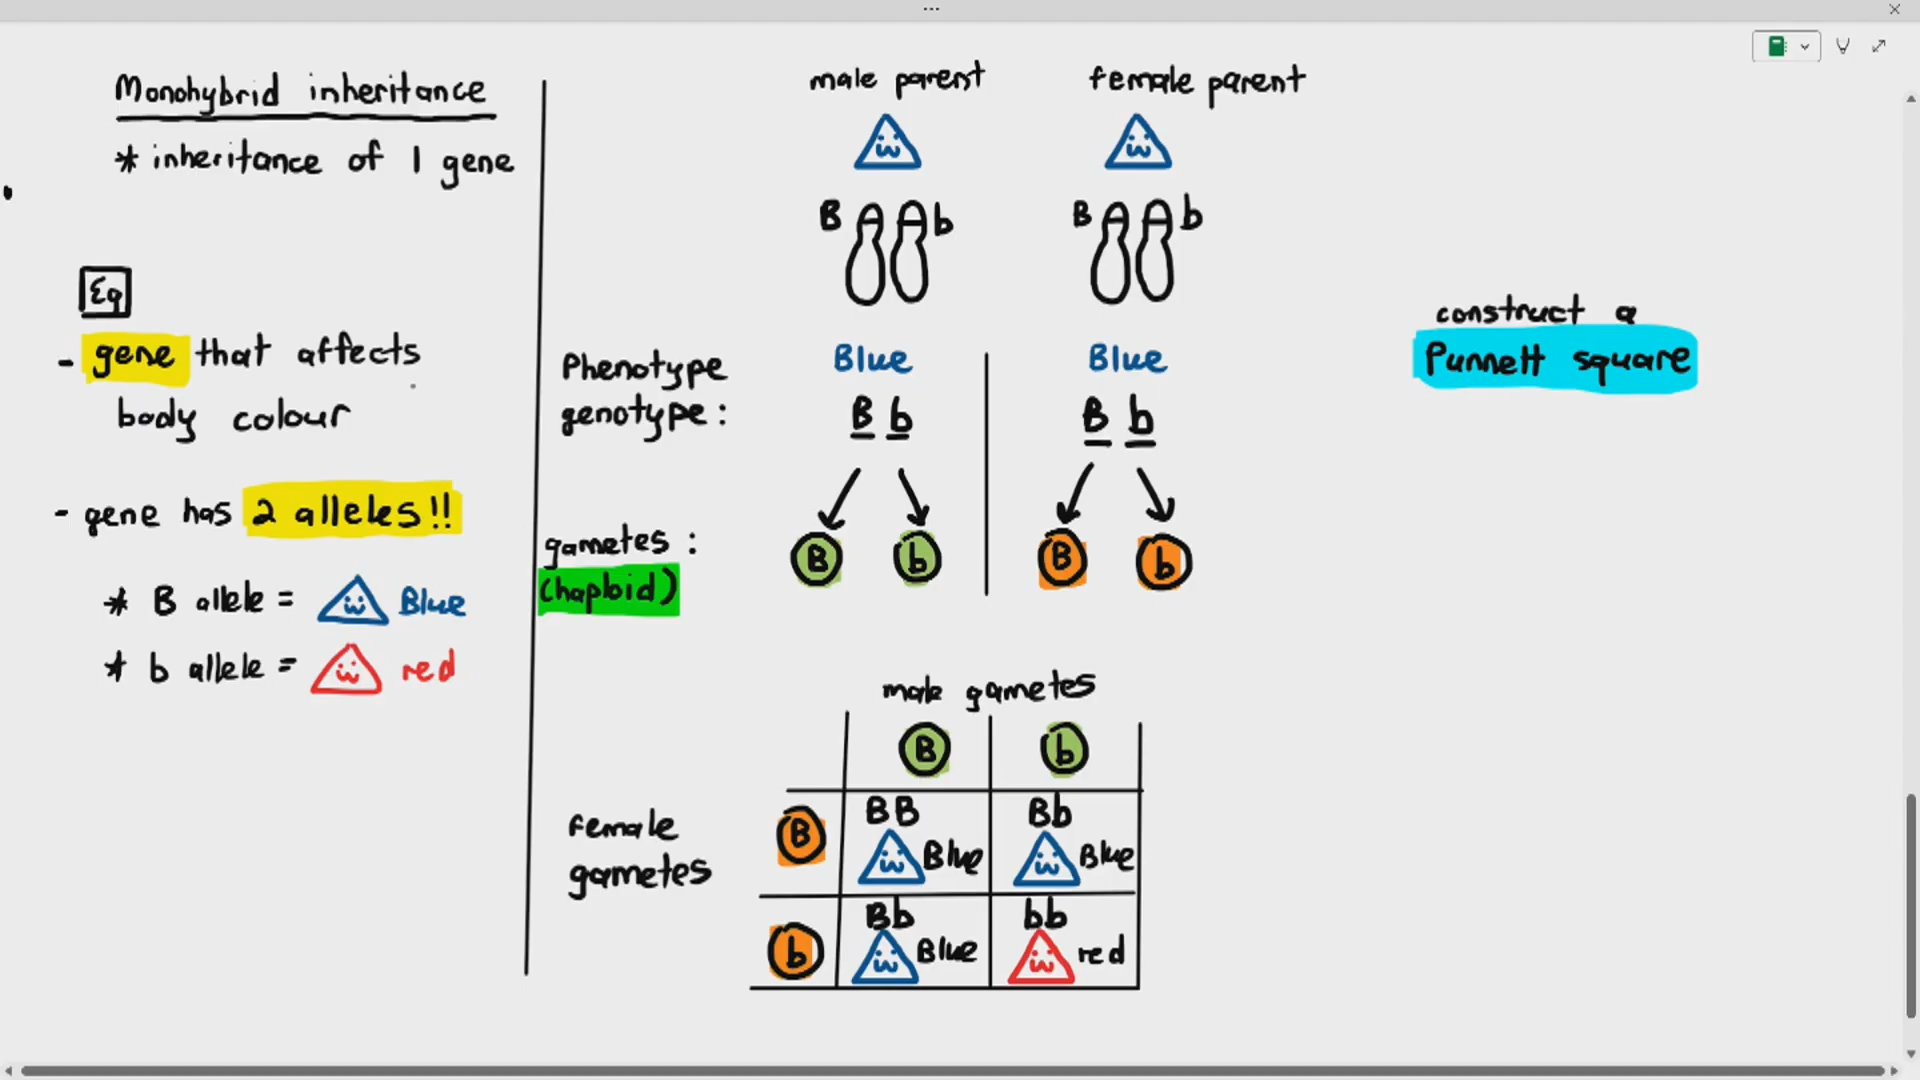 Monohybrid inheritance
* inheritance of 1 gene
Eg
- gene that affects
body colour
- gene has 2 alleles!!
* B allele = Blue
* b allele = red
male parent female parent
B b B b
Phenotype Blue Blue
genotype: B b B b
gametes: B b B b
(haploid)
construct a
Punnett square
male gametes
B b
female
gametes
B BB Blue Bb Blue
b Bb Blue bb red